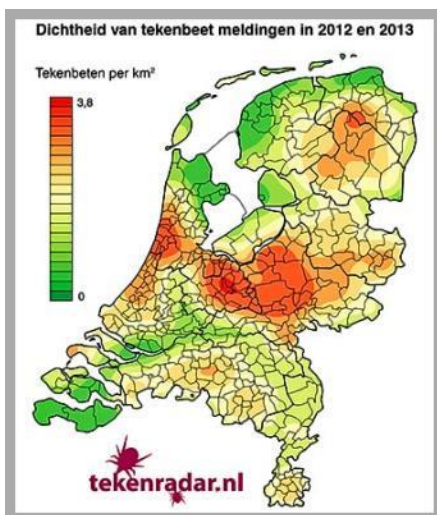 Dichtheid van tekenbeet meldingen in 2012 en 2013
Tekenbeten per km²
3,8
0
tekenradar.nl